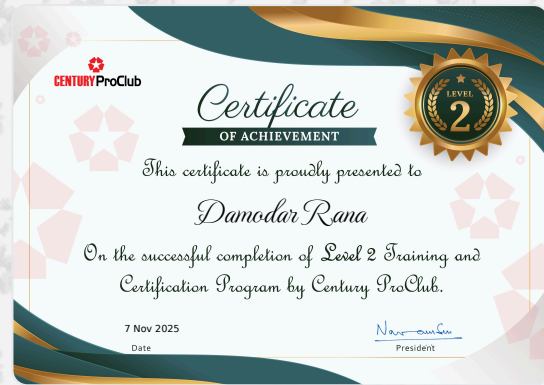 CENTURY ProClub
LEVEL
2
Certificate
OF ACHIEVEMENT
This certificate is proudly presented to
Damodar Rana
On the successful completion of Level 2 Training and
Certification Program by Century ProClub.
7 Nov 2025
Date
President